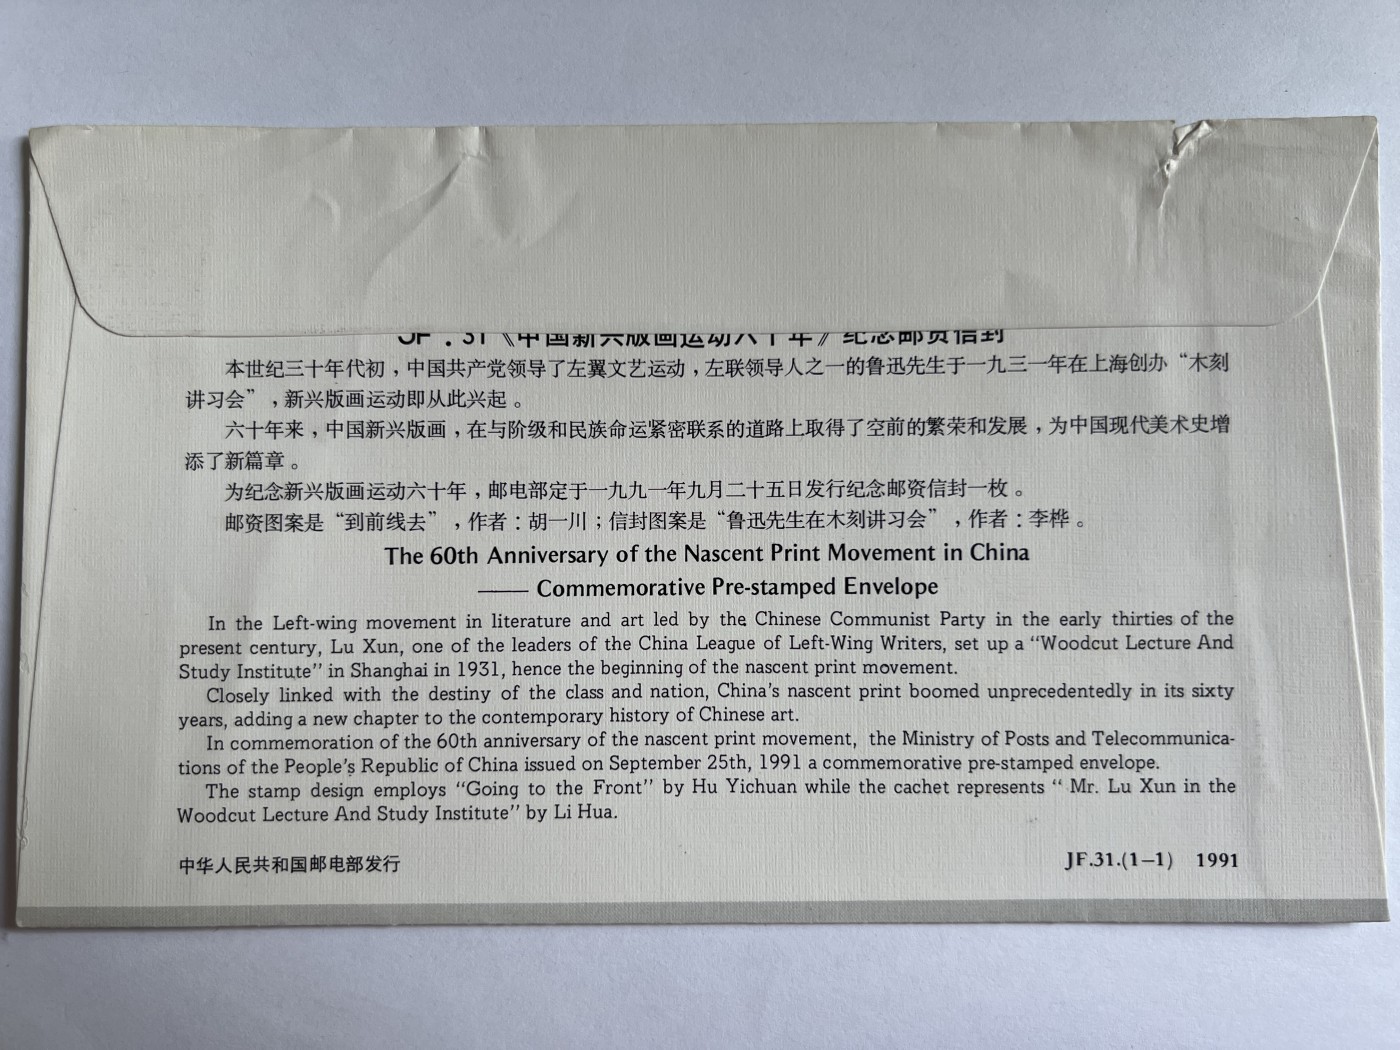 JF．31《中国新兴版画运动六十年》纪念邮资信封
本世纪三十年代初，中国共产党领导了左翼文艺运动，左联领导人之一的鲁迅先生于一九三一年在上海创办“木刻
讲习会”，新兴版画运动即从此兴起。
六十年来，中国新兴版画，在与阶级和民族命运紧密联系的道路上取得了空前的繁荣和发展，为中国现代美术史增
添了新篇章。
为纪念新兴版画运动六十年，邮电部定于一九九一年九月二十五日发行纪念邮资信封一枚。
邮资图案是“到前线去”，作者：胡一川；信封图案是“鲁迅先生在木刻讲习会”，作者：李桦。
The 60th Anniversary of the Nascent Print Movement in China
—— Commemorative Pre-stamped Envelope
In the Left-wing movement in literature and art led by the Chinese Communist Party in the early thirties of the
present century, Lu Xun, one of the leaders of the China League of Left-Wing Writers, set up a “Woodcut Lecture And
Study Institute” in Shanghai in 1931, hence the beginning of the nascent print movement.
Closely linked with the destiny of the class and nation, China's nascent print boomed unprecedentedly in its sixty
years, adding a new chapter to the contemporary history of Chinese art.
In commemoration of the 60th anniversary of the nascent print movement, the Ministry of Posts and Telecommunica-
tions of the People's Republic of China issued on September 25th, 1991 a commemorative pre-stamped envelope.
The stamp design employs “Going to the Front” by Hu Yichuan while the cachet represents “ Mr. Lu Xun in the
Woodcut Lecture And Study Institute” by Li Hua.
中华人民共和国邮电部发行
JF.31.(1—1) 1991